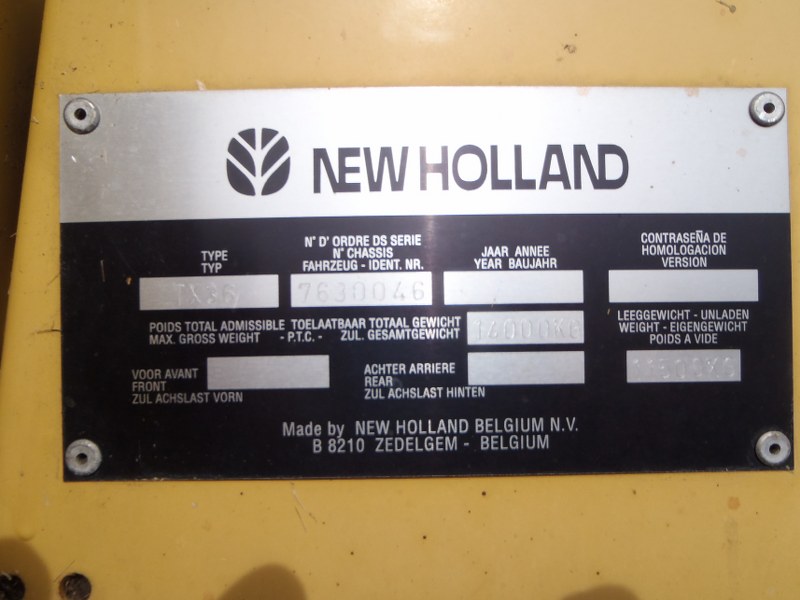 NEW HOLLAND
TYPE
TYP
TX36
N° D' ORDRE DS SERIE
N° CHASSIS
FAHRZEUG - IDENT. NR.
7630046
JAAR ANNEE
YEAR BAUJAHR
CONTRASEÑA DE
HOMOLOGACION
VERSION
POIDS TOTAL ADMISSIBLE TOELAATBAAR TOTAAL GEWICHT
MAX. GROSS WEIGHT - P.T.C. - ZUL. GESAMTGEWICHT
14000KG
LEEGGEWICHT - UNLADEN
WEIGHT - EIGENGEWICHT
POIDS A VIDE
VOOR AVANT
FRONT
ZUL ACHSLAST VORN
ACHTER ARRIERE
REAR
ZUL ACHSLAST HINTEN
Made by NEW HOLLAND BELGIUM N.V.
B 8210 ZEDELGEM - BELGIUM